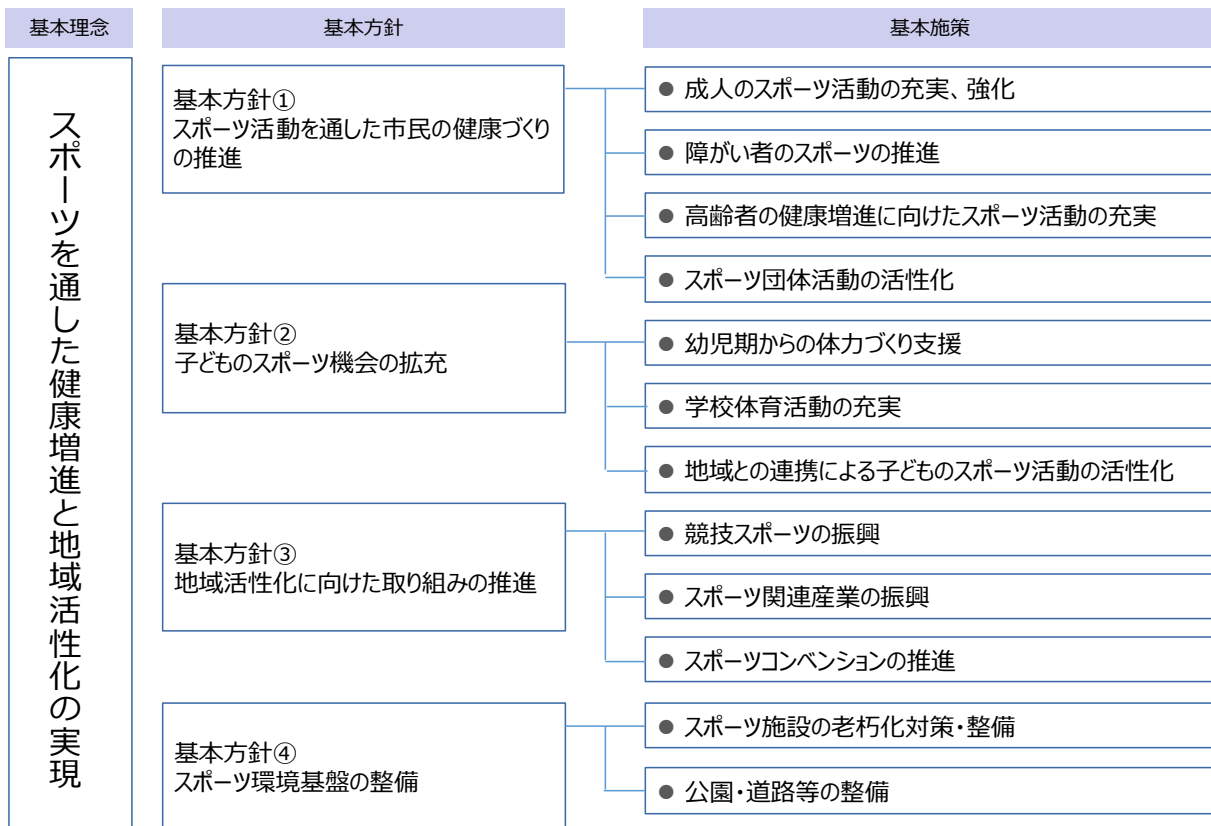 基本理念
基本方針
基本施策
スポーツを通した健康増進と地域活性化の実現
基本方針①
スポーツ活動を通した市民の健康づくり
の推進
● 成人のスポーツ活動の充実、強化
● 障がい者のスポーツの推進
● 高齢者の健康増進に向けたスポーツ活動の充実
● スポーツ団体活動の活性化
基本方針②
子どものスポーツ機会の拡充
● 幼児期からの体力づくり支援
● 学校体育活動の充実
● 地域との連携による子どものスポーツ活動の活性化
基本方針③
地域活性化に向けた取り組みの推進
● 競技スポーツの振興
● スポーツ関連産業の振興
● スポーツコンベンションの推進
基本方針④
スポーツ環境基盤の整備
● スポーツ施設の老朽化対策・整備
● 公園・道路等の整備